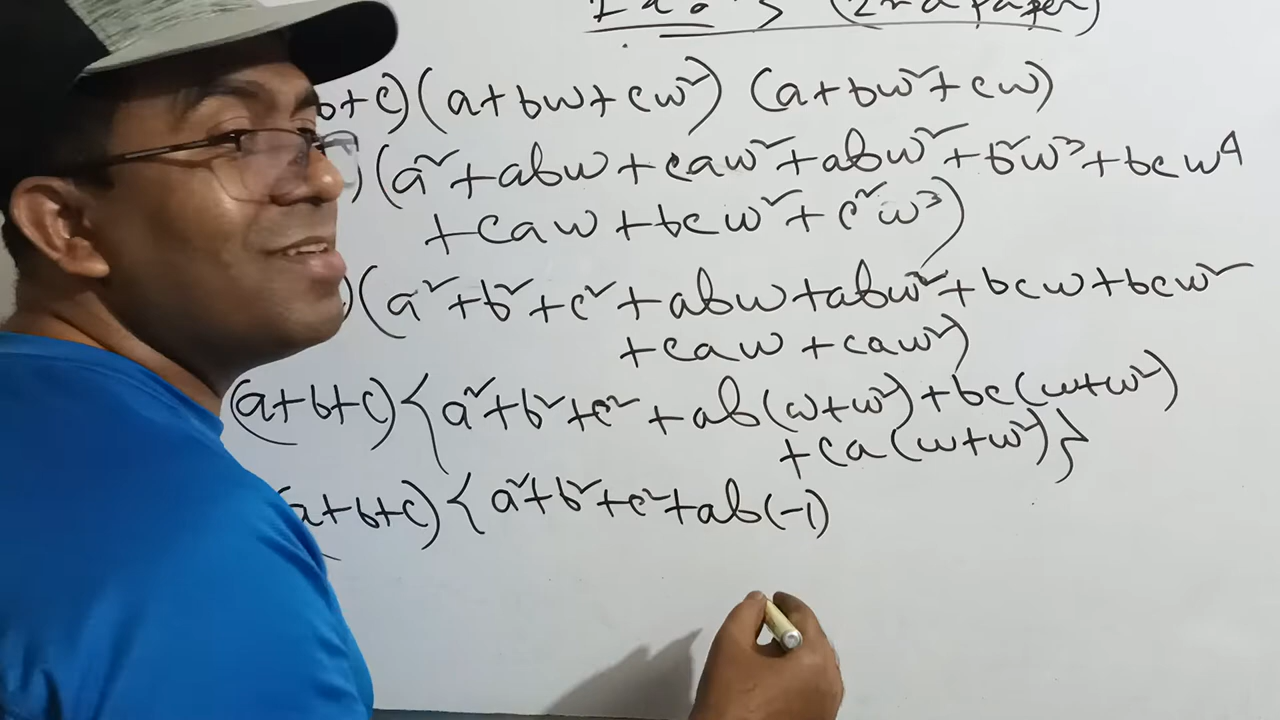 (2nd paper)
b+c)(a+bω+cω²) (a+bω²+cω)
)(a²+abω+caω²+abω²+b²ω³+bcω⁴
+caω+bcω²+c²ω³)
)(a²+b²+c²+abω+abω²+bcω+bcω²
+caω+caω²)
(a+b+c){a²+b²+c²+ab(ω+ω²)+bc(ω+ω²)
+ca(ω+ω²)}
(a+b+c){a²+b²+c²+ab(-1)